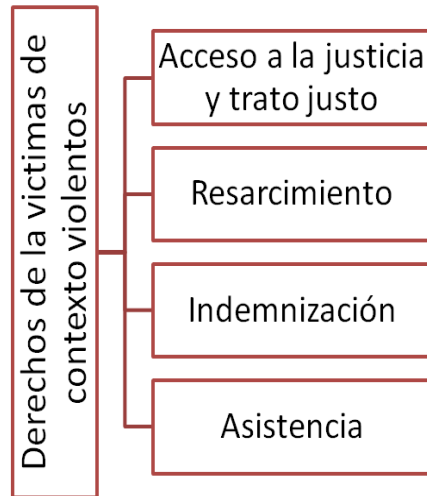 Derechos de la victimas de
contexto violentos
Acceso a la justicia
y trato justo
Resarcimiento
Indemnización
Asistencia